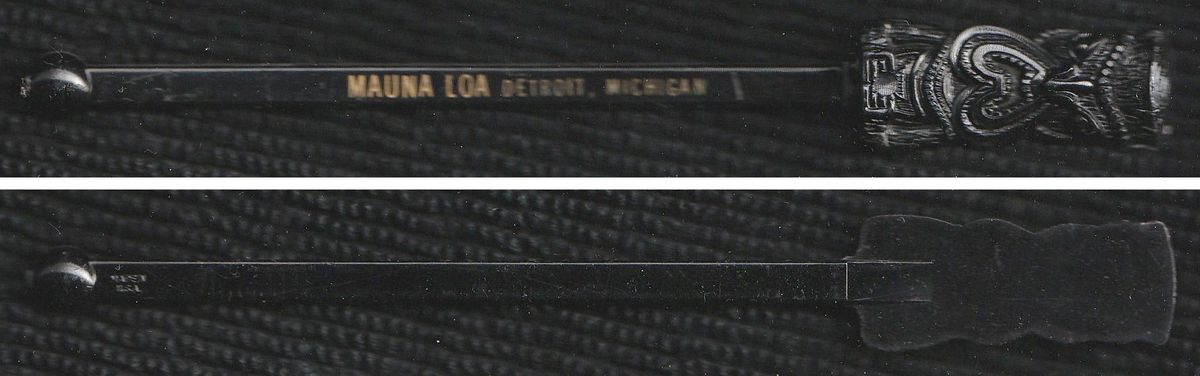 MAUNA LOA DETROIT, MICHIGAN
U.S.A.